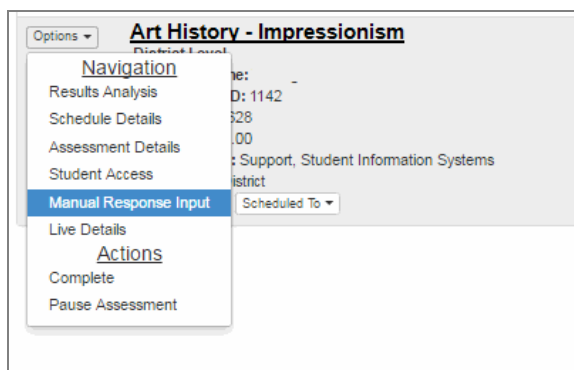 Options
Art History - Impressionism
District Level
Navigation
Results Analysis
D: 1142
Schedule Details
628
Assessment Details
.00
: Support, Student Information Systems
Student Access
istrict
Manual Response Input
Scheduled To
Live Details
Actions
Complete
Pause Assessment